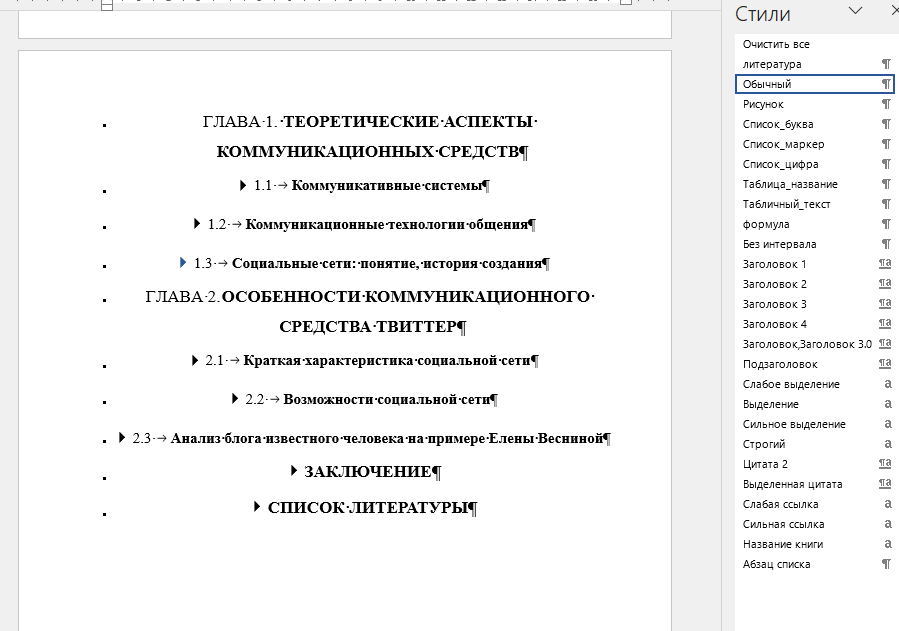 Стили
ГЛАВА·1.·ТЕОРЕТИЧЕСКИЕ·АСПЕКТЫ·
КОММУНИКАЦИОННЫХ·СРЕДСТВ¶
1.1·→Коммуникативные·системы¶
1.2·→Коммуникационные·технологии·общения¶
1.3·→Социальные·сети:·понятие,·история·создания¶
ГЛАВА·2.ОСОБЕННОСТИ·КОММУНИКАЦИОННОГО·
СРЕДСТВА·ТВИТТЕР¶
2.1·→Краткая·характеристика·социальной·сети¶
2.2·→Возможности·социальной·сети¶
2.3·→Анализ·блога·известного·человека·на·примере·Елены·Весниной¶
ЗАКЛЮЧЕНИЕ¶
СПИСОК·ЛИТЕРАТУРЫ¶
Очистить все
литература ¶
Обычный ¶
Рисунок ¶
Список_буква ¶
Список_маркер ¶
Список_цифра ¶
Таблица_название ¶
Табличный_текст ¶
формула ¶
Без интервала ¶
Заголовок 1 ¶a
Заголовок 2 ¶a
Заголовок 3 ¶a
Заголовок 4 ¶a
Заголовок,Заголовок 3.0 ¶a
Подзаголовок ¶a
Слабое выделение a
Выделение a
Сильное выделение a
Строгий a
Цитата 2 ¶a
Выделенная цитата ¶a
Слабая ссылка a
Сильная ссылка a
Название книги a
Абзац списка ¶